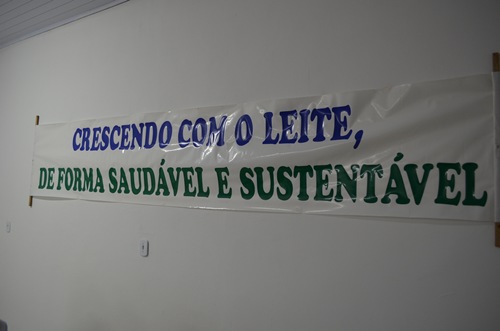 CRESCENDO COM O LEITE,
DE FORMA SAUDÁVEL E SUSTENTÁVEL